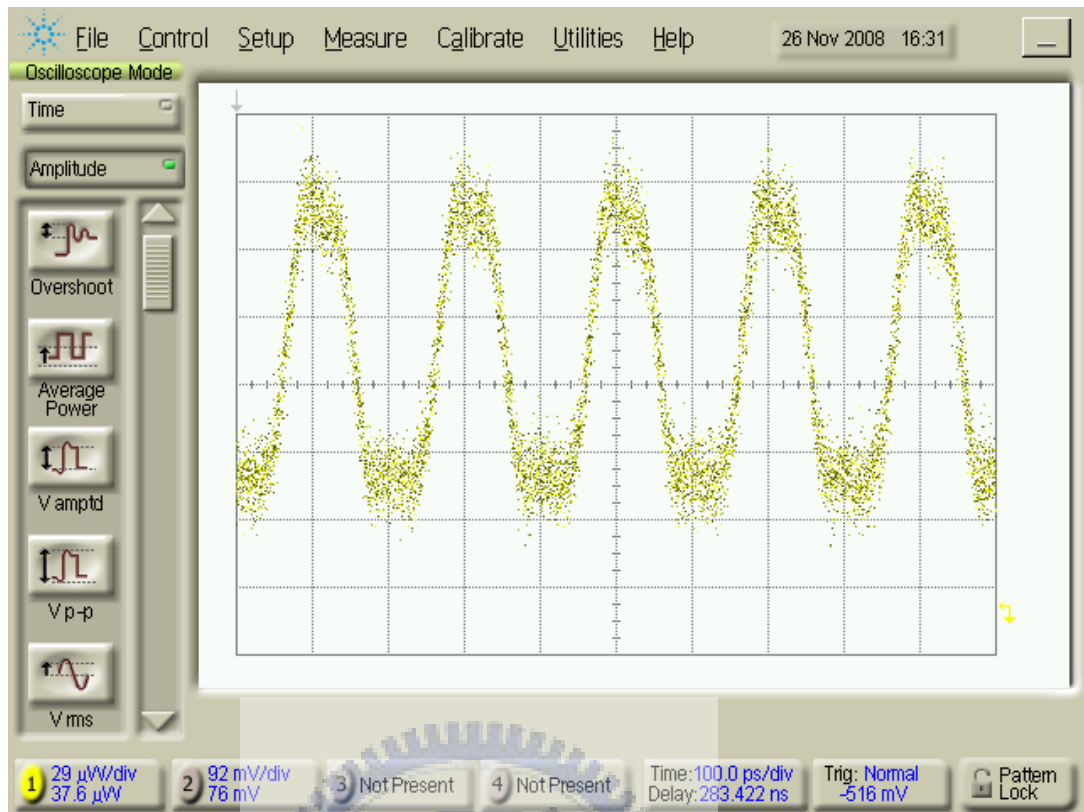 File Control Setup Measure Calibrate Utilities Help 26 Nov 2008 16:31
Oscilloscope Mode
Time
Amplitude
Overshoot
Average
Power
V amptd
V p-p
V rms
1 29 µW/div
37.6 µW
2 92 mV/div
76 mV
3 Not Present
4 Not Present
Time:100.0 ps/div
Delay:283.422 ns
Trig: Normal
-516 mV
Pattern
Lock